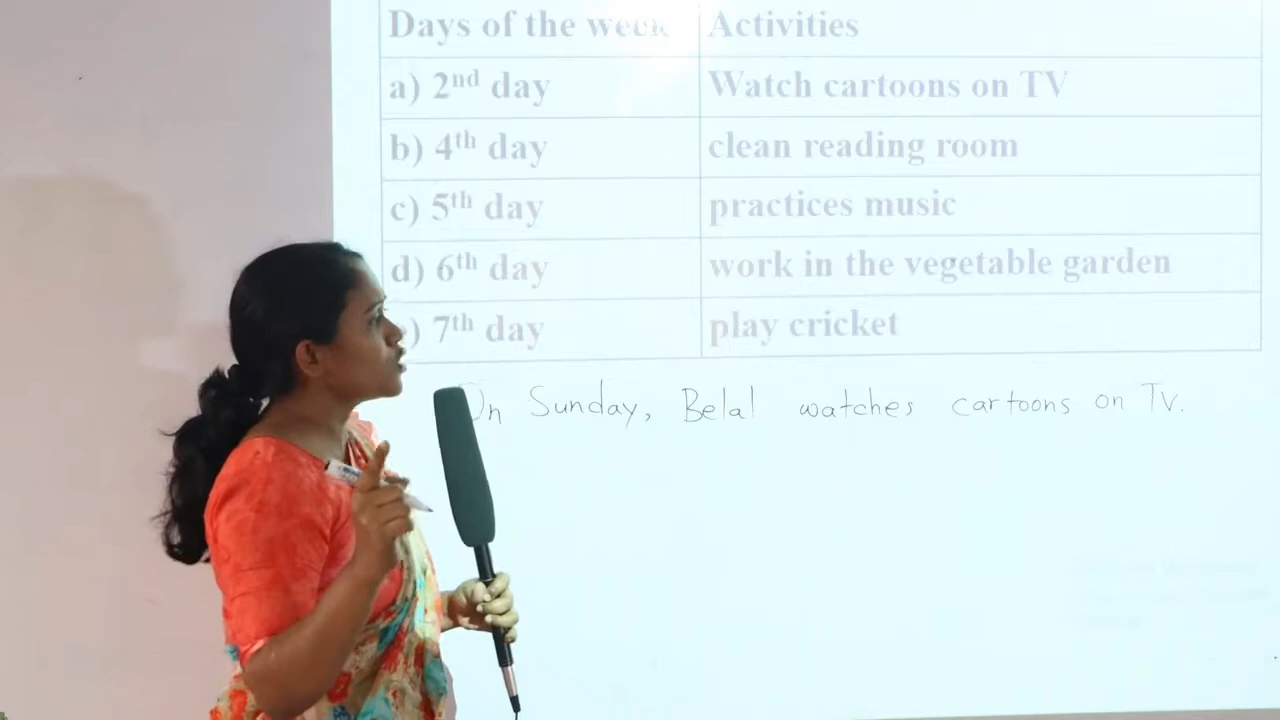 Days of the week Activities
a) 2nd day Watch cartoons on TV
b) 4th day clean reading room
c) 5th day practices music
d) 6th day work in the vegetable garden
) 7th day play cricket
On Sunday, Belal watches cartoons on Tv.